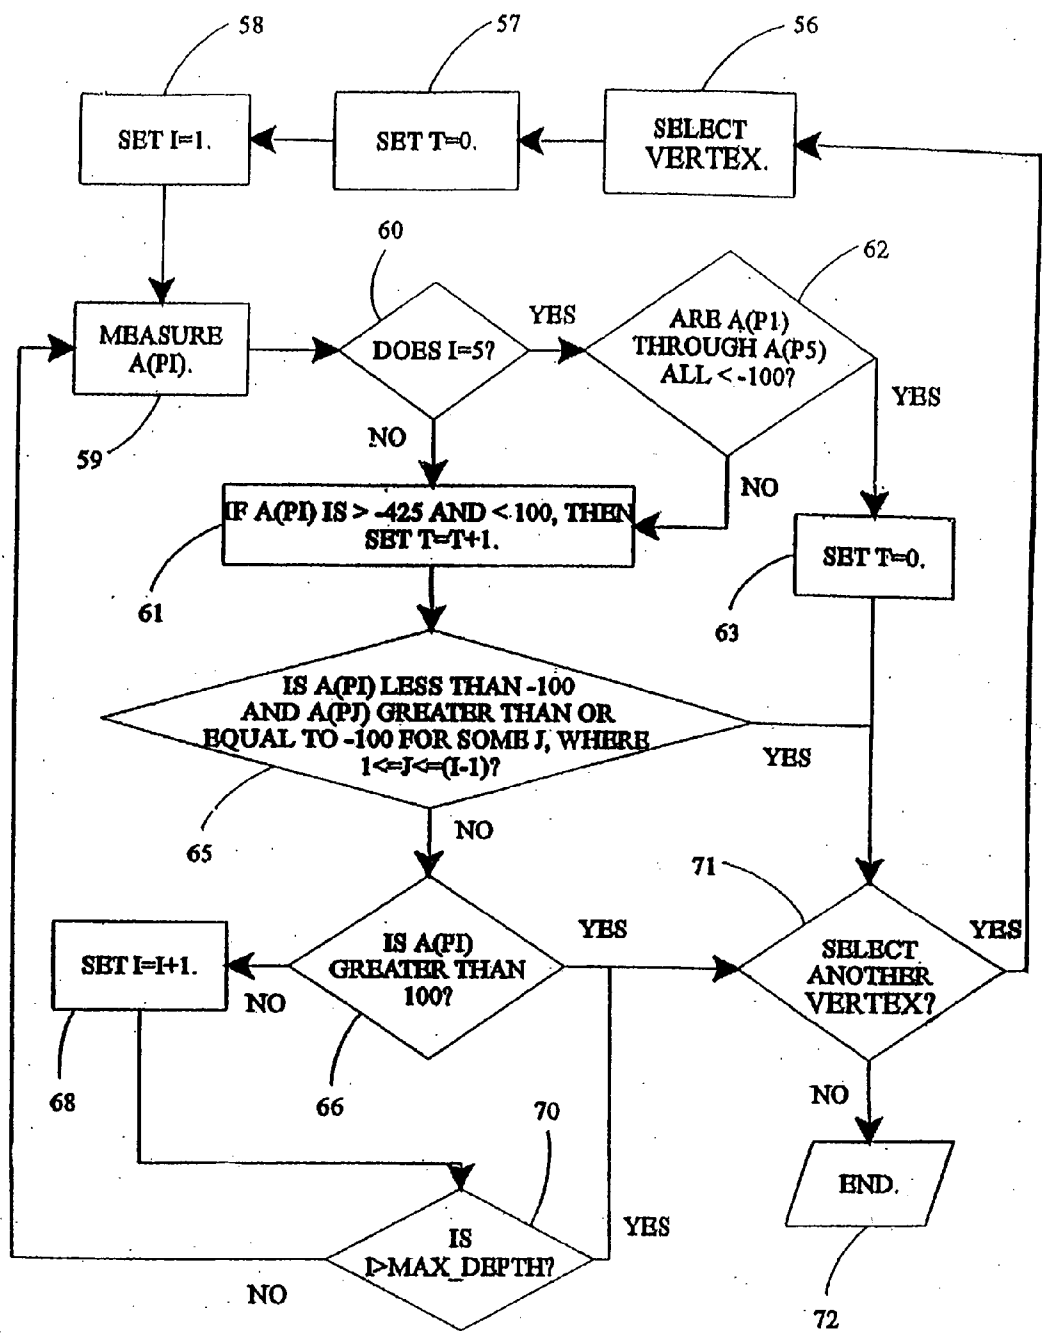 58
57
56
SET I=1.
SET T=0.
SELECT
VERTEX.
60
62
MEASURE
A(PI).
DOES I=5?
YES
ARE A(P1)
THROUGH A(P5)
ALL < -100?
YES
59
NO
NO
IF A(PI) IS > -425 AND < 100, THEN
SET T=T+1.
SET T=0.
61
63
IS A(PI) LESS THAN -100
AND A(PJ) GREATER THAN OR
EQUAL TO -100 FOR SOME J, WHERE
1<=J<=(I-1)?
YES
65
NO
71
SET I=I+1.
NO
IS A(PI)
GREATER THAN
100?
YES
SELECT
ANOTHER
VERTEX?
YES
68
66
NO
70
END.
IS
I>MAX_DEPTH?
YES
NO
72